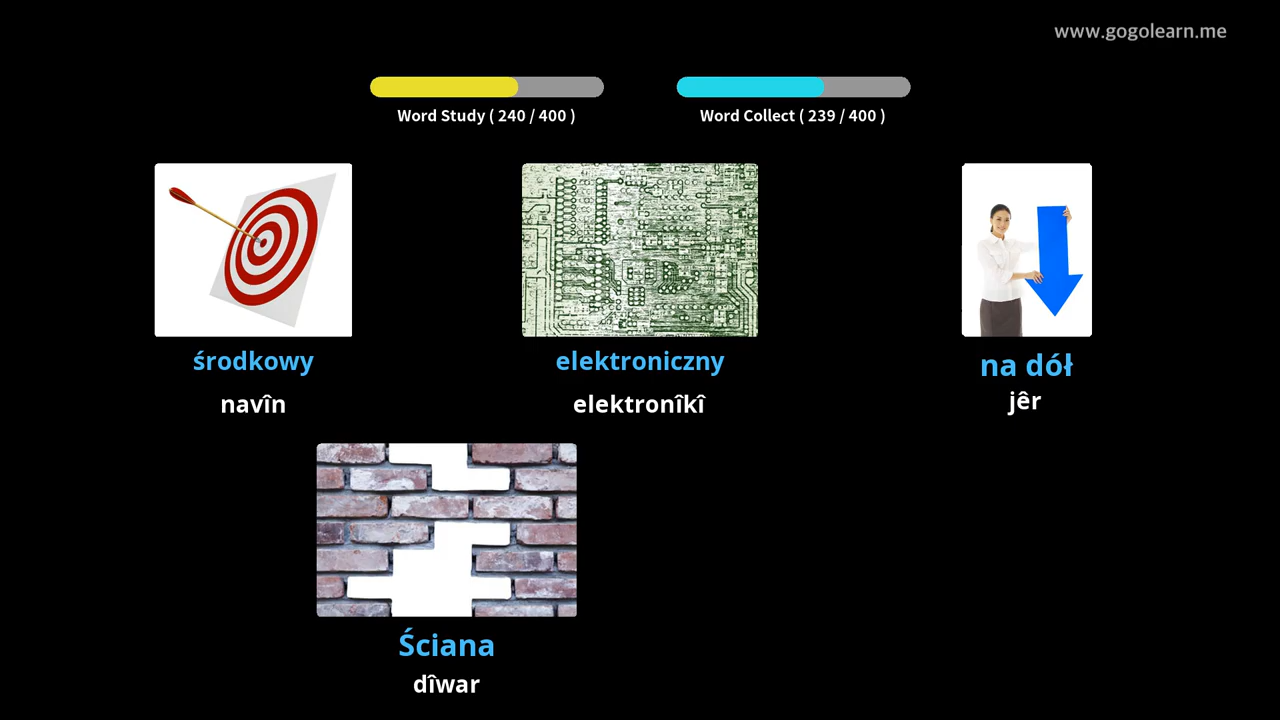 www.gogolearn.me
Word Study ( 240 / 400 )
Word Collect ( 239 / 400 )
środkowy
navîn
elektroniczny
elektronîkî
na dół
jêr
Ściana
dîwar